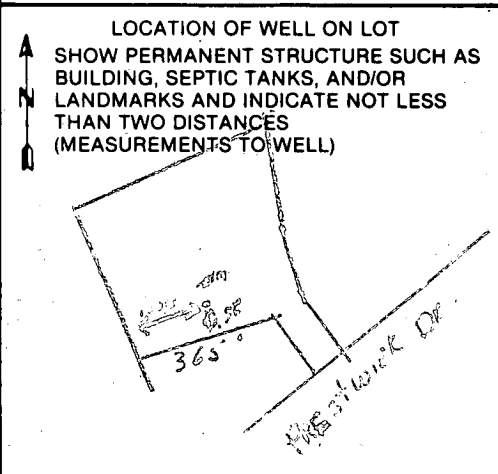 LOCATION OF WELL ON LOT
SHOW PERMANENT STRUCTURE SUCH AS
BUILDING, SEPTIC TANKS, AND/OR
LANDMARKS AND INDICATE NOT LESS
THAN TWO DISTANCES
(MEASUREMENTS TO WELL)
N
365
Prestwick Dr.